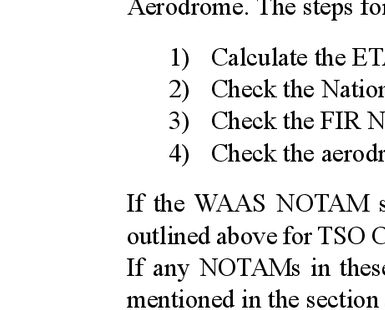 Aerodrome. The steps for
1) Calculate the ETA
2) Check the Nation
3) Check the FIR N
4) Check the aerodr
If the WAAS NOTAM s
outlined above for TSO C
If any NOTAMs in these
mentioned in the section